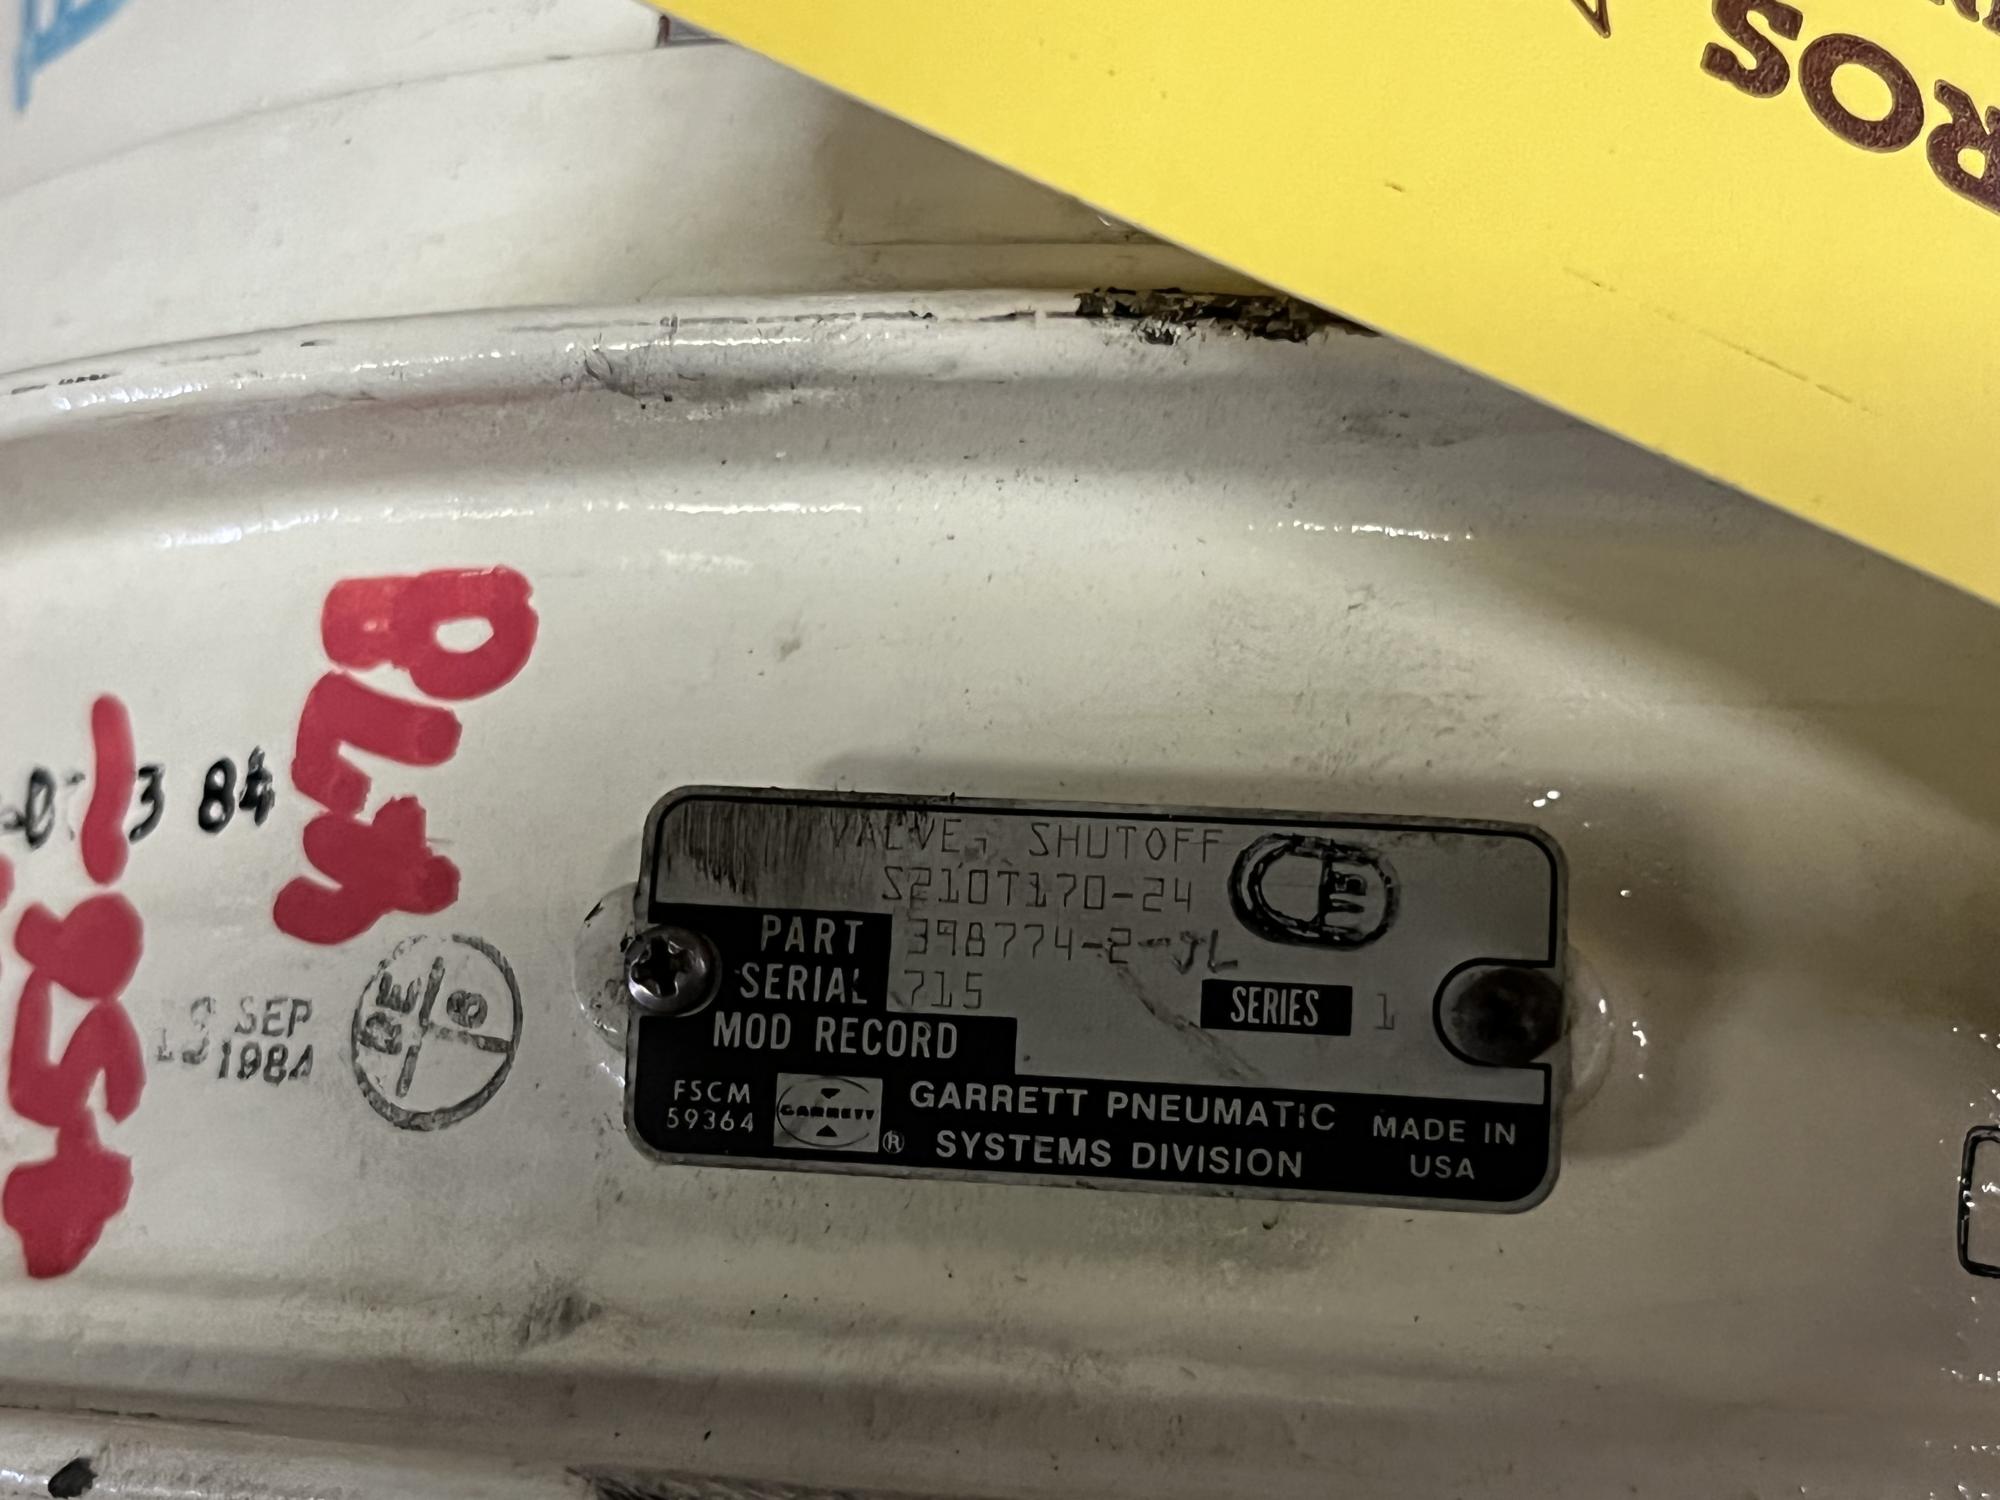 ROS
84
SEP
1984
VALVE, SHUTOFF
S210T170-24
PART 398774-2-JL
SERIAL 715
SERIES 1
MOD RECORD
FSCM
59364
GARRETT
®
GARRETT PNEUMATIC
SYSTEMS DIVISION
MADE IN
USA